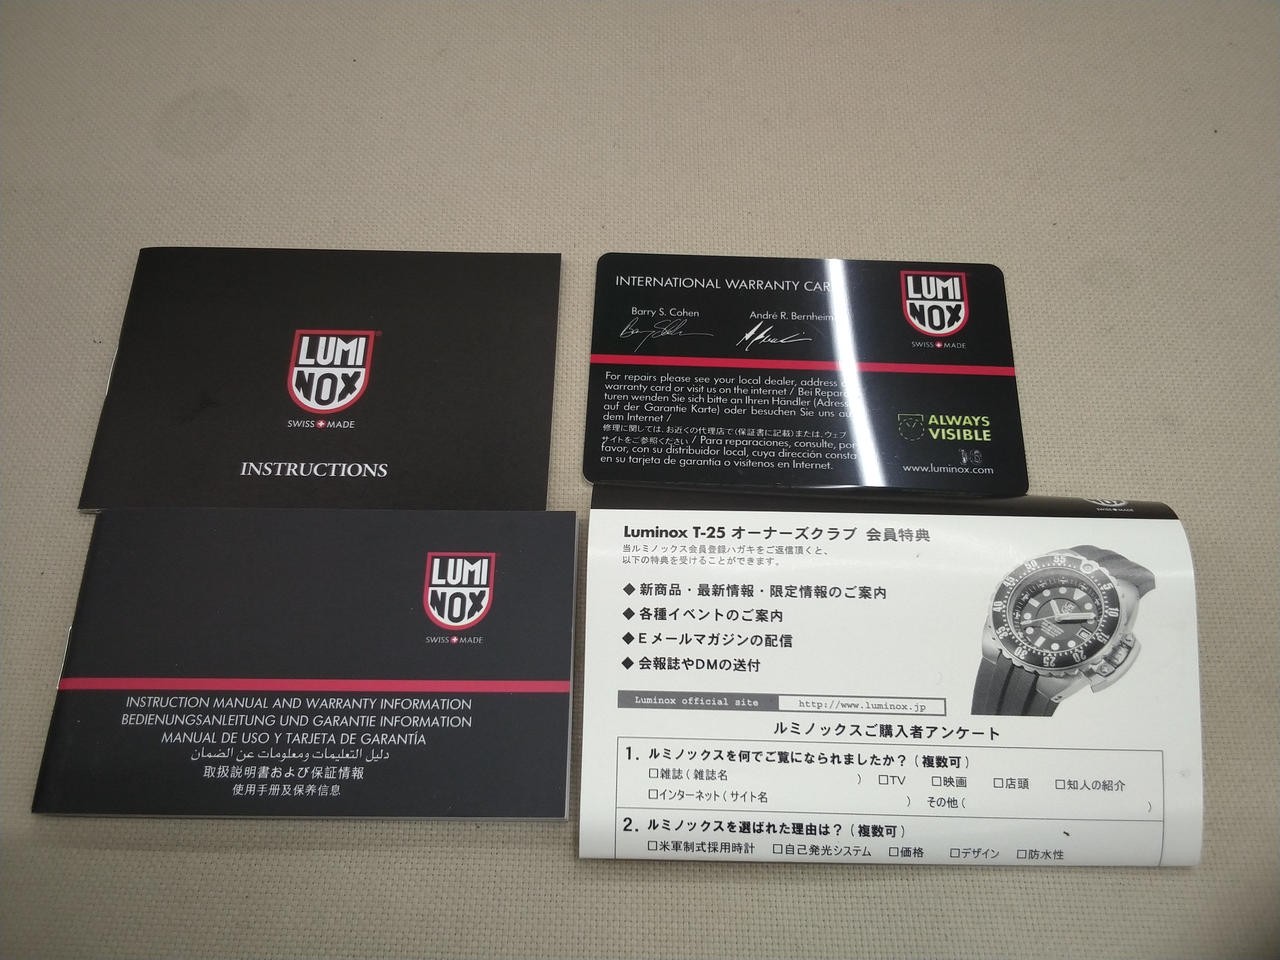 LUMI
NOX
SWISS MADE
INSTRUCTIONS
INTERNATIONAL WARRANTY CAR
Barry S. Cohen
André R. Bernheim
LUMI
NOX
SWISS MADE
For repairs please see your local dealer, address
warranty card or visit us on the internet / Bei Repar
turen wenden Sie sich bitte an Ihren Händler (Adress
auf der Garantie Karte) oder besuchen Sie uns au
dem Internet /
修理に関しては、お近くの代理店で(保証書に記載)または、ウェブ
サイトをご参照ください / Para reparaciones, consulte, por
favor, con su distribuidor local, cuya dirección consta
en su tarjeta de garantía o visítenos en Internet.
ALWAYS
VISIBLE
www.luminox.com
LUMI
NOX
SWISS MADE
INSTRUCTION MANUAL AND WARRANTY INFORMATION
BEDIENUNGSANLEITUNG UND GARANTIE INFORMATION
MANUAL DE USO Y TARJETA DE GARANTÍA
دليل التعليمات ومعلومات عن الضمان
取扱説明書および保証情報
使用手册及保养信息
NOX
SWISS MADE
Luminox T-25 オーナーズクラブ 会員特典
当ルミノックス会員登録ハガキをご返信頂くと、
以下の特典を受けることができます。
◆新商品・最新情報・限定情報のご案内
◆各種イベントのご案内
◆Eメールマガジンの配信
◆会報誌やDMの送付
Luminox official site http://www.luminox.jp
ルミノックスご購入者アンケート
1. ルミノックスを何でご覧になられましたか？(複数可)
□雑誌(雑誌名 ) □TV □映画 □店頭 □知人の紹介
□インターネット(サイト名 ) その他( )
2. ルミノックスを選ばれた理由は？(複数可)
□米軍制式採用時計 □自己発光システム □価格 □デザイン □防水性